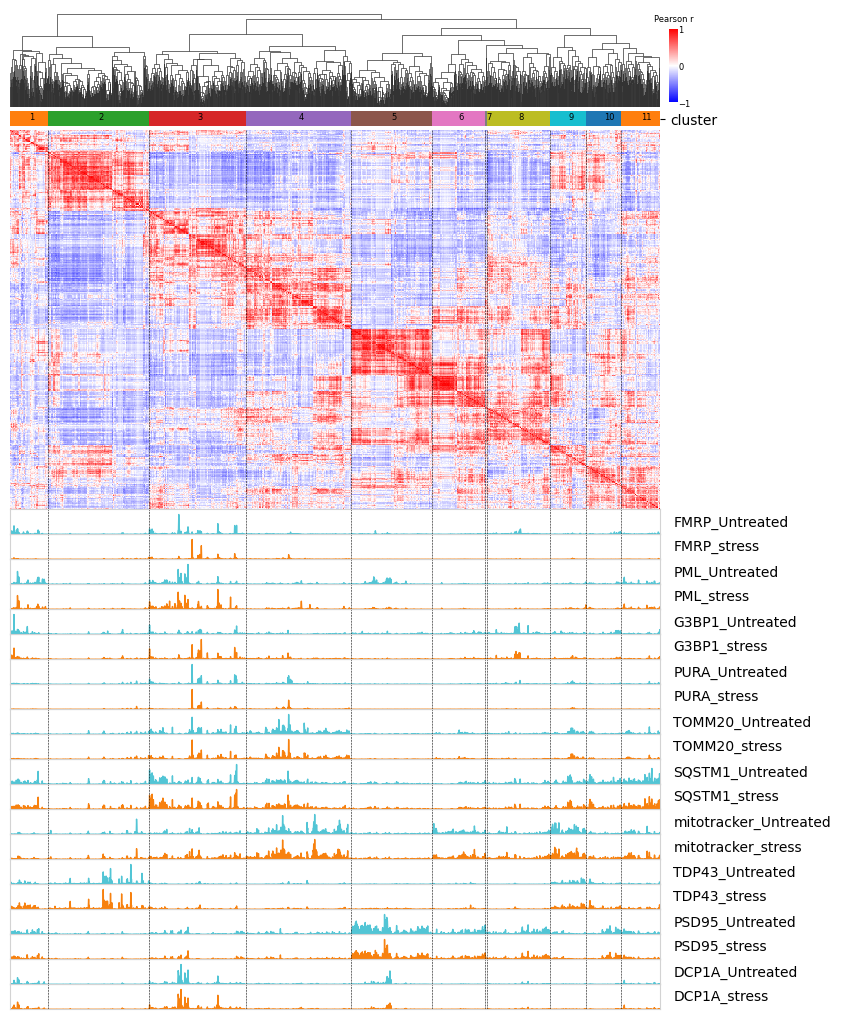 Pearson r
1
0
−1
1 2 3 4 5 6 7 8 9 10 11
cluster
FMRP_Untreated
FMRP_stress
PML_Untreated
PML_stress
G3BP1_Untreated
G3BP1_stress
PURA_Untreated
PURA_stress
TOMM20_Untreated
TOMM20_stress
SQSTM1_Untreated
SQSTM1_stress
mitotracker_Untreated
mitotracker_stress
TDP43_Untreated
TDP43_stress
PSD95_Untreated
PSD95_stress
DCP1A_Untreated
DCP1A_stress